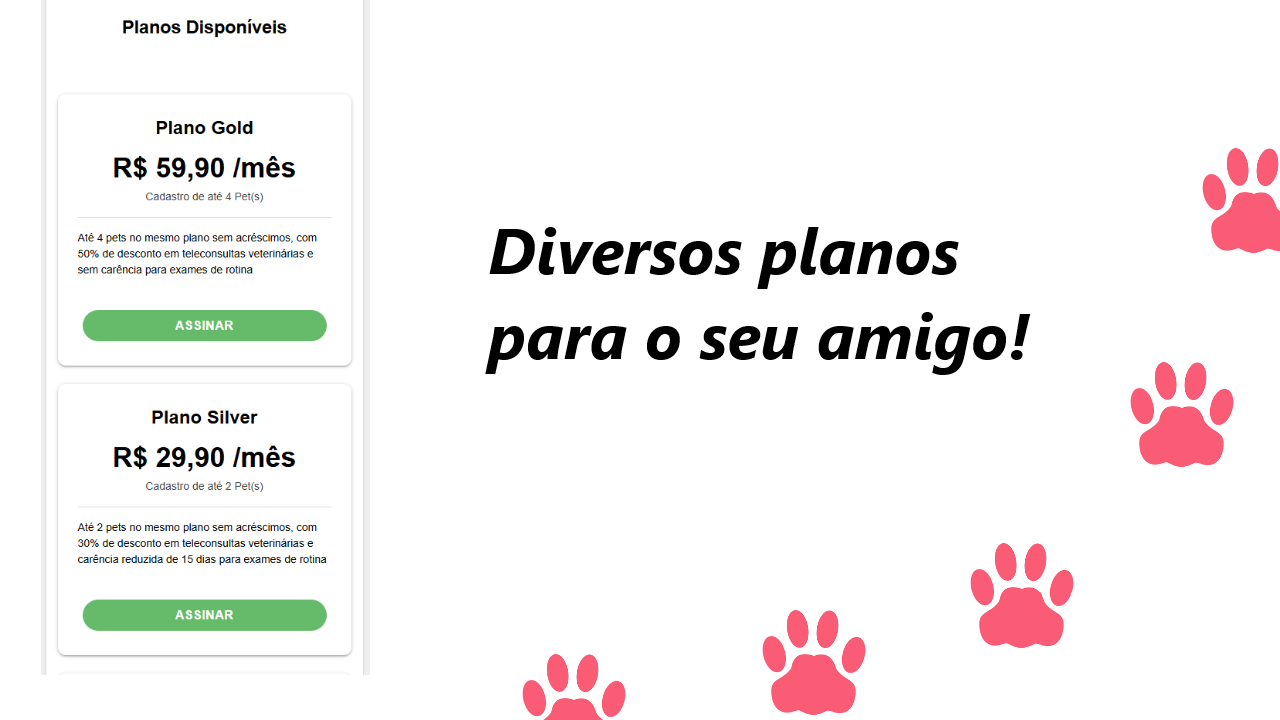 Planos Disponíveis
Plano Gold
R$ 59,90 /mês
Cadastro de até 4 Pet(s)
Até 4 pets no mesmo plano sem acréscimos, com
50% de desconto em teleconsultas veterinárias e
sem carência para exames de rotina
ASSINAR
Plano Silver
R$ 29,90 /mês
Cadastro de até 2 Pet(s)
Até 2 pets no mesmo plano sem acréscimos, com
30% de desconto em teleconsultas veterinárias e
carência reduzida de 15 dias para exames de rotina
ASSINAR
Diversos planos
para o seu amigo!